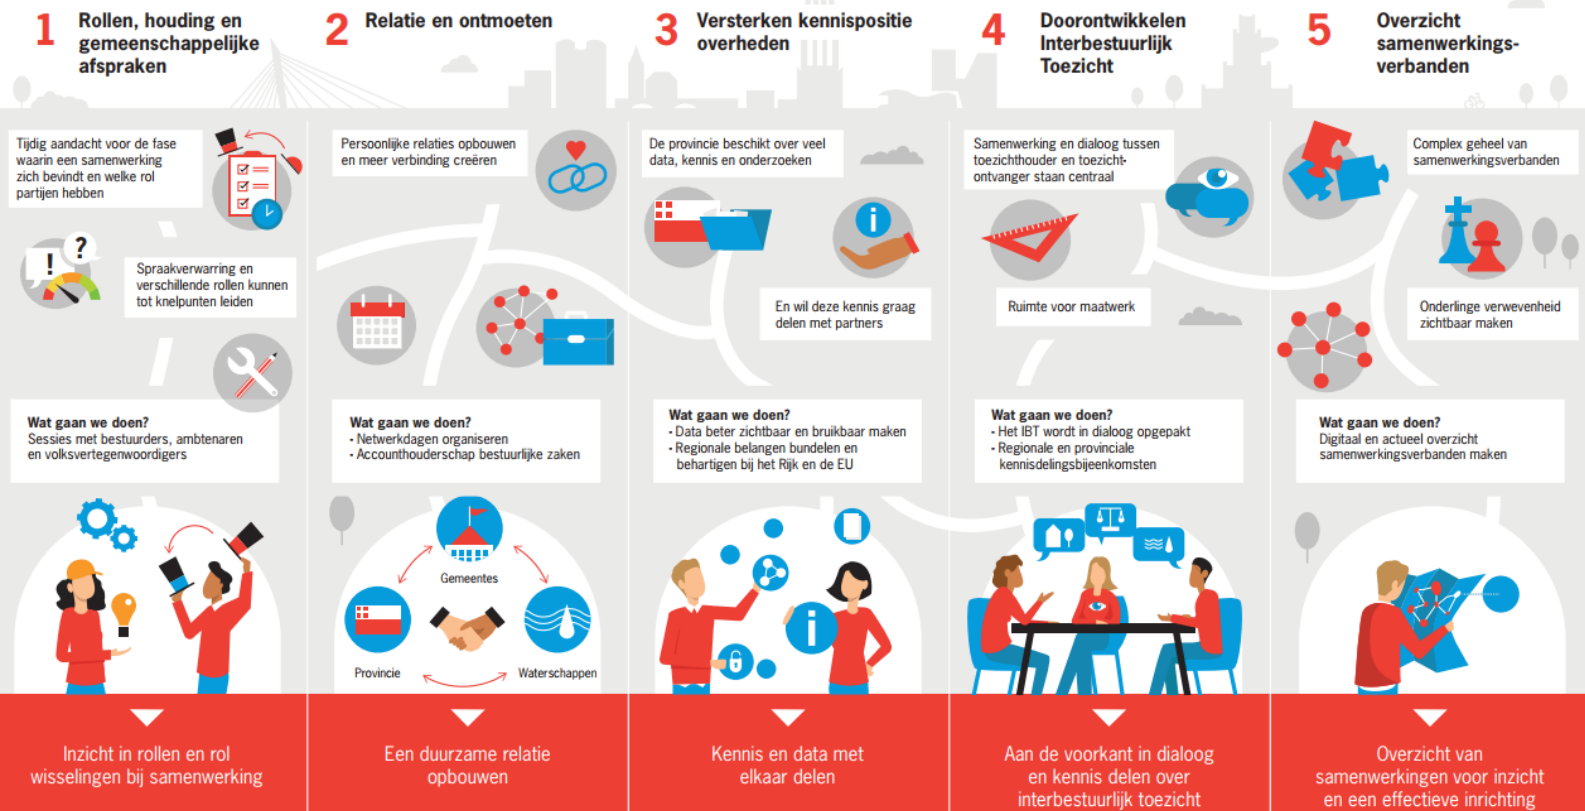 1
Rollen, houding en
gemeenschappelijke
afspraken
Tijdig aandacht voor de fase
waarin een samenwerking
zich bevindt en welke rol
partijen hebben
!
?
Spraakverwarring en
verschillende rollen kunnen
tot knelpunten leiden
Wat gaan we doen?
Sessies met bestuurders, ambtenaren
en volksvertegenwoordigers
Inzicht in rollen en rol
wisselingen bij samenwerking
2
Relatie en ontmoeten
Persoonlijke relaties opbouwen
en meer verbinding creëren
Wat gaan we doen?
- Netwerkdagen organiseren
- Accounthouderschap bestuurlijke zaken
Gemeentes
Provincie
Waterschappen
Een duurzame relatie
opbouwen
3
Versterken kennispositie
overheden
De provincie beschikt over veel
data, kennis en onderzoeken
i
En wil deze kennis graag
delen met partners
Wat gaan we doen?
- Data beter zichtbaar en bruikbaar maken
- Regionale belangen bundelen en
behartigen bij het Rijk en de EU
i
Kennis en data met
elkaar delen
4
Doorontwikkelen
Interbestuurlijk
Toezicht
Samenwerking en dialoog tussen
toezichthouder en toezicht-
ontvanger staan centraal
Ruimte voor maatwerk
Wat gaan we doen?
- Het IBT wordt in dialoog opgepakt
- Regionale en provinciale
kennisdelingsbijeenkomsten
Aan de voorkant in dialoog
en kennis delen over
interbestuurlijk toezicht
5
Overzicht
samenwerkings-
verbanden
Complex geheel van
samenwerkingsverbanden
Onderlinge verwevenheid
zichtbaar maken
Wat gaan we doen?
Digitaal en actueel overzicht
samenwerkingsverbanden maken
Overzicht van
samenwerkingen voor inzicht
en een effectieve inrichting